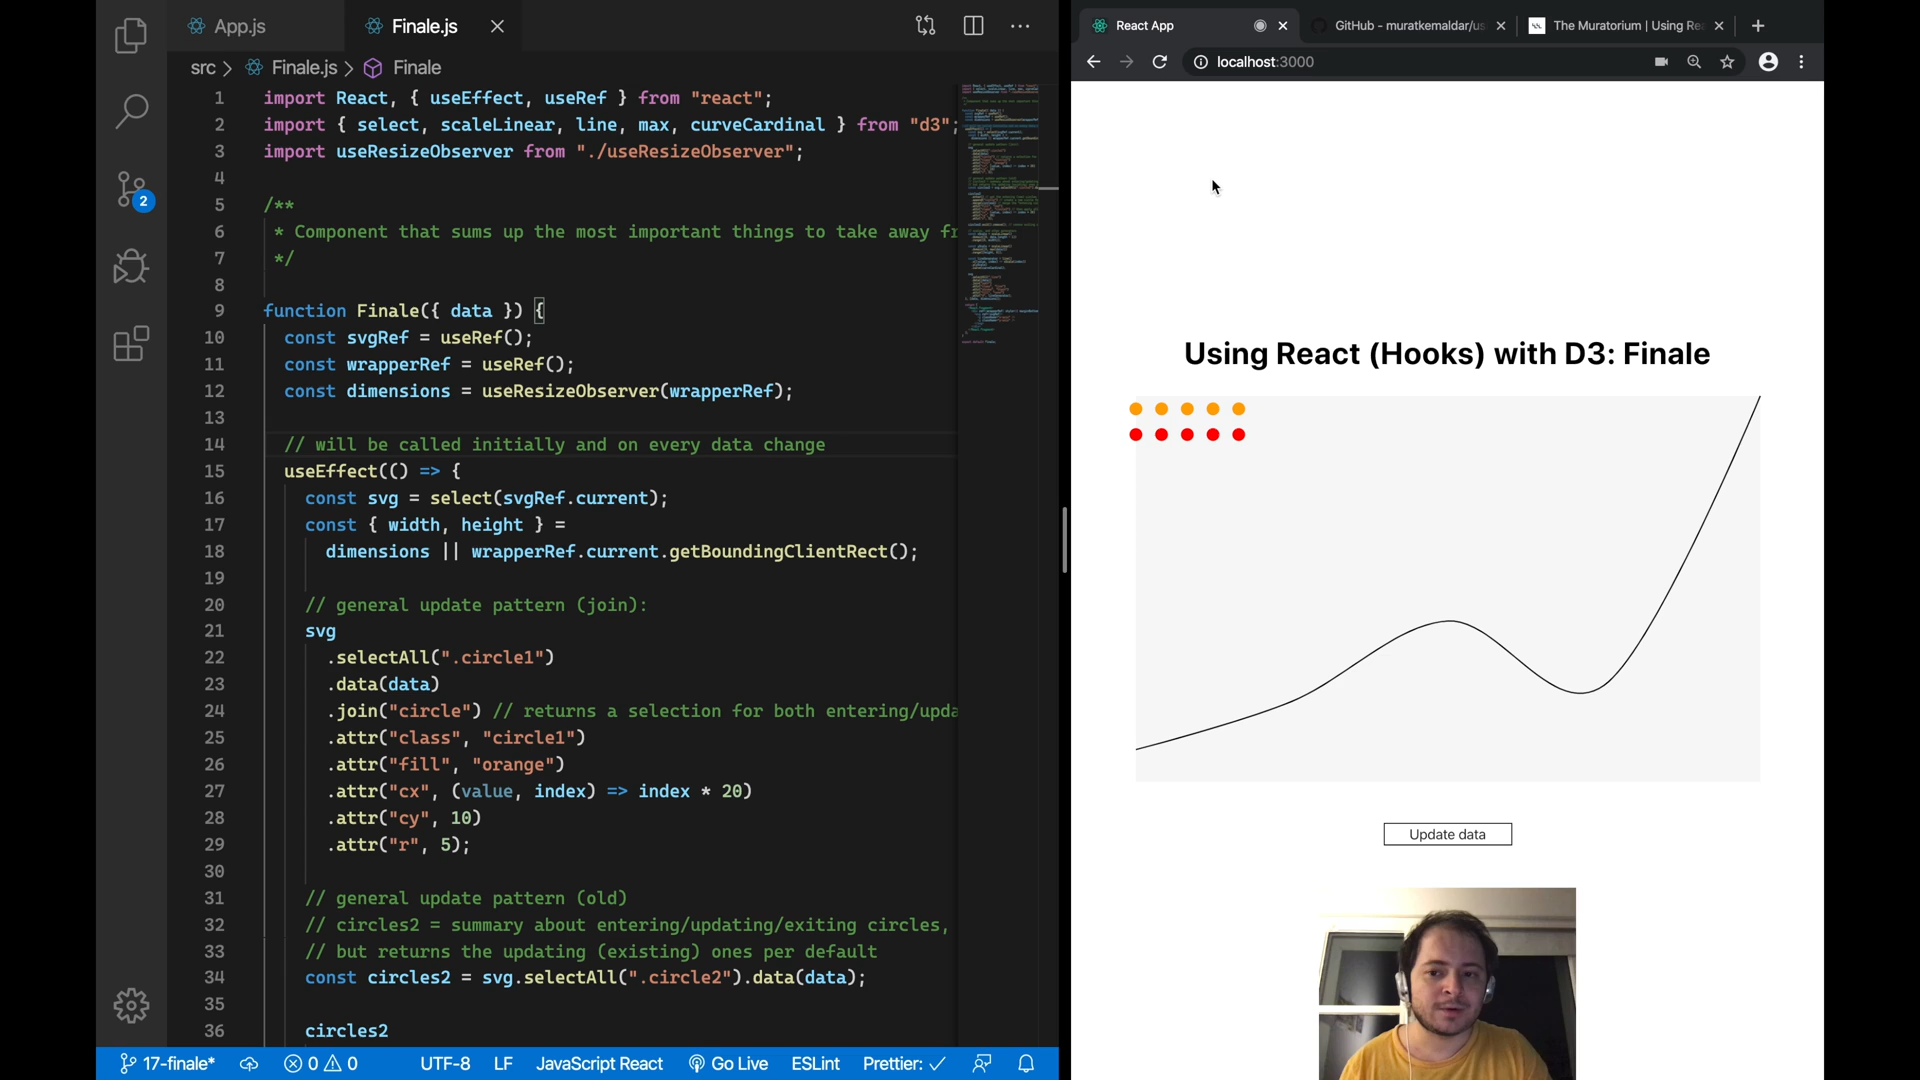 App.js
Finale.js
src > Finale.js > Finale
1 import React, { useEffect, useRef } from "react";
2 import { select, scaleLinear, line, max, curveCardinal } from "d3";
3 import useResizeObserver from "./useResizeObserver";
4
5 /**
6 * Component that sums up the most important things to take away fr
7 */
8
9 function Finale({ data }) {
10 const svgRef = useRef();
11 const wrapperRef = useRef();
12 const dimensions = useResizeObserver(wrapperRef);
13
14 // will be called initially and on every data change
15 useEffect(() => {
16 const svg = select(svgRef.current);
17 const { width, height } =
18 dimensions || wrapperRef.current.getBoundingClientRect();
19
20 // general update pattern (join):
21 svg
22 .selectAll(".circle1")
23 .data(data)
24 .join("circle") // returns a selection for both entering/upda
25 .attr("class", "circle1")
26 .attr("fill", "orange")
27 .attr("cx", (value, index) => index * 20)
28 .attr("cy", 10)
29 .attr("r", 5);
30
31 // general update pattern (old)
32 // circles2 = summary about entering/updating/exiting circles,
33 // but returns the updating (existing) ones per default
34 const circles2 = svg.selectAll(".circle2").data(data);
35
36 circles2
2
17-finale*
0 0
UTF-8
LF
JavaScript React
Go Live
ESLint
Prettier: ✓
React App
GitHub - muratkemaldar/us
The Muratorium | Using Re
localhost:3000
Using React (Hooks) with D3: Finale
Update data